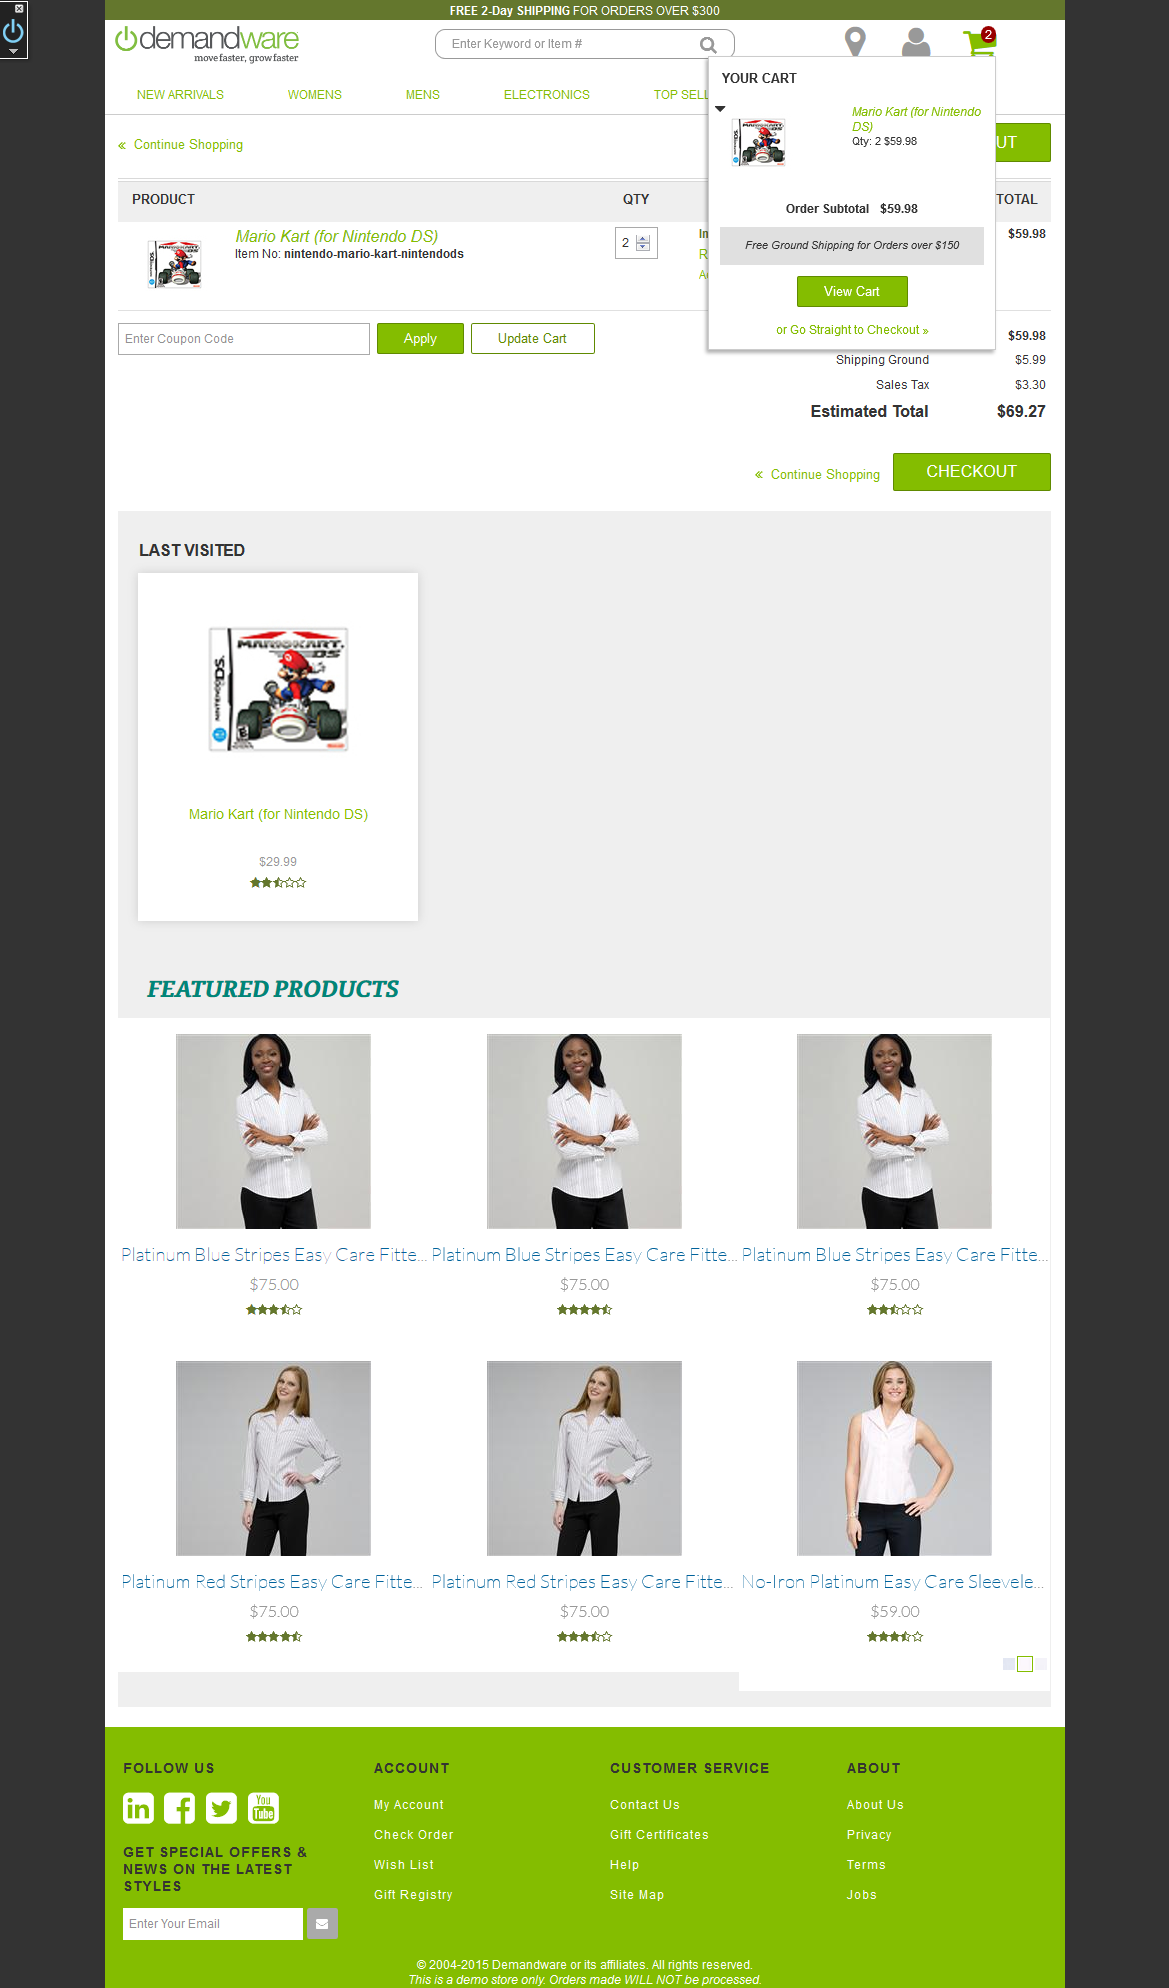 FREE 2-Day SHIPPING FOR ORDERS OVER $300
demandware
move faster, grow faster
Enter Keyword or Item #
2
NEW ARRIVALS
WOMENS
MENS
ELECTRONICS
TOP SELL
YOUR CART
Mario Kart (for Nintendo
DS)
Qty: 2 $59.98
Order Subtotal $59.98
Free Ground Shipping for Orders over $150
View Cart
or Go Straight to Checkout »
« Continue Shopping
UT
PRODUCT
QTY
TOTAL
Mario Kart (for Nintendo DS)
Item No: nintendo-mario-kart-nintendods
2
In
R
$59.98
Enter Coupon Code
Apply
Update Cart
$59.98
Shipping Ground $5.99
Sales Tax $3.30
Estimated Total $69.27
« Continue Shopping
CHECKOUT
LAST VISITED
MARIOKART
DS
NINTENDO DS
Mario Kart (for Nintendo DS)
$29.99
FEATURED PRODUCTS
Platinum Blue Stripes Easy Care Fitte...
$75.00
Platinum Blue Stripes Easy Care Fitte...
$75.00
Platinum Blue Stripes Easy Care Fitte...
$75.00
Platinum Red Stripes Easy Care Fitte...
$75.00
Platinum Red Stripes Easy Care Fitte...
$75.00
No-Iron Platinum Easy Care Sleevele...
$59.00
FOLLOW US
in
You
Tube
GET SPECIAL OFFERS &
NEWS ON THE LATEST
STYLES
Enter Your Email
ACCOUNT
My Account
Check Order
Wish List
Gift Registry
CUSTOMER SERVICE
Contact Us
Gift Certificates
Help
Site Map
ABOUT
About Us
Privacy
Terms
Jobs
© 2004-2015 Demandware or its affiliates. All rights reserved.
This is a demo store only. Orders made WILL NOT be processed.